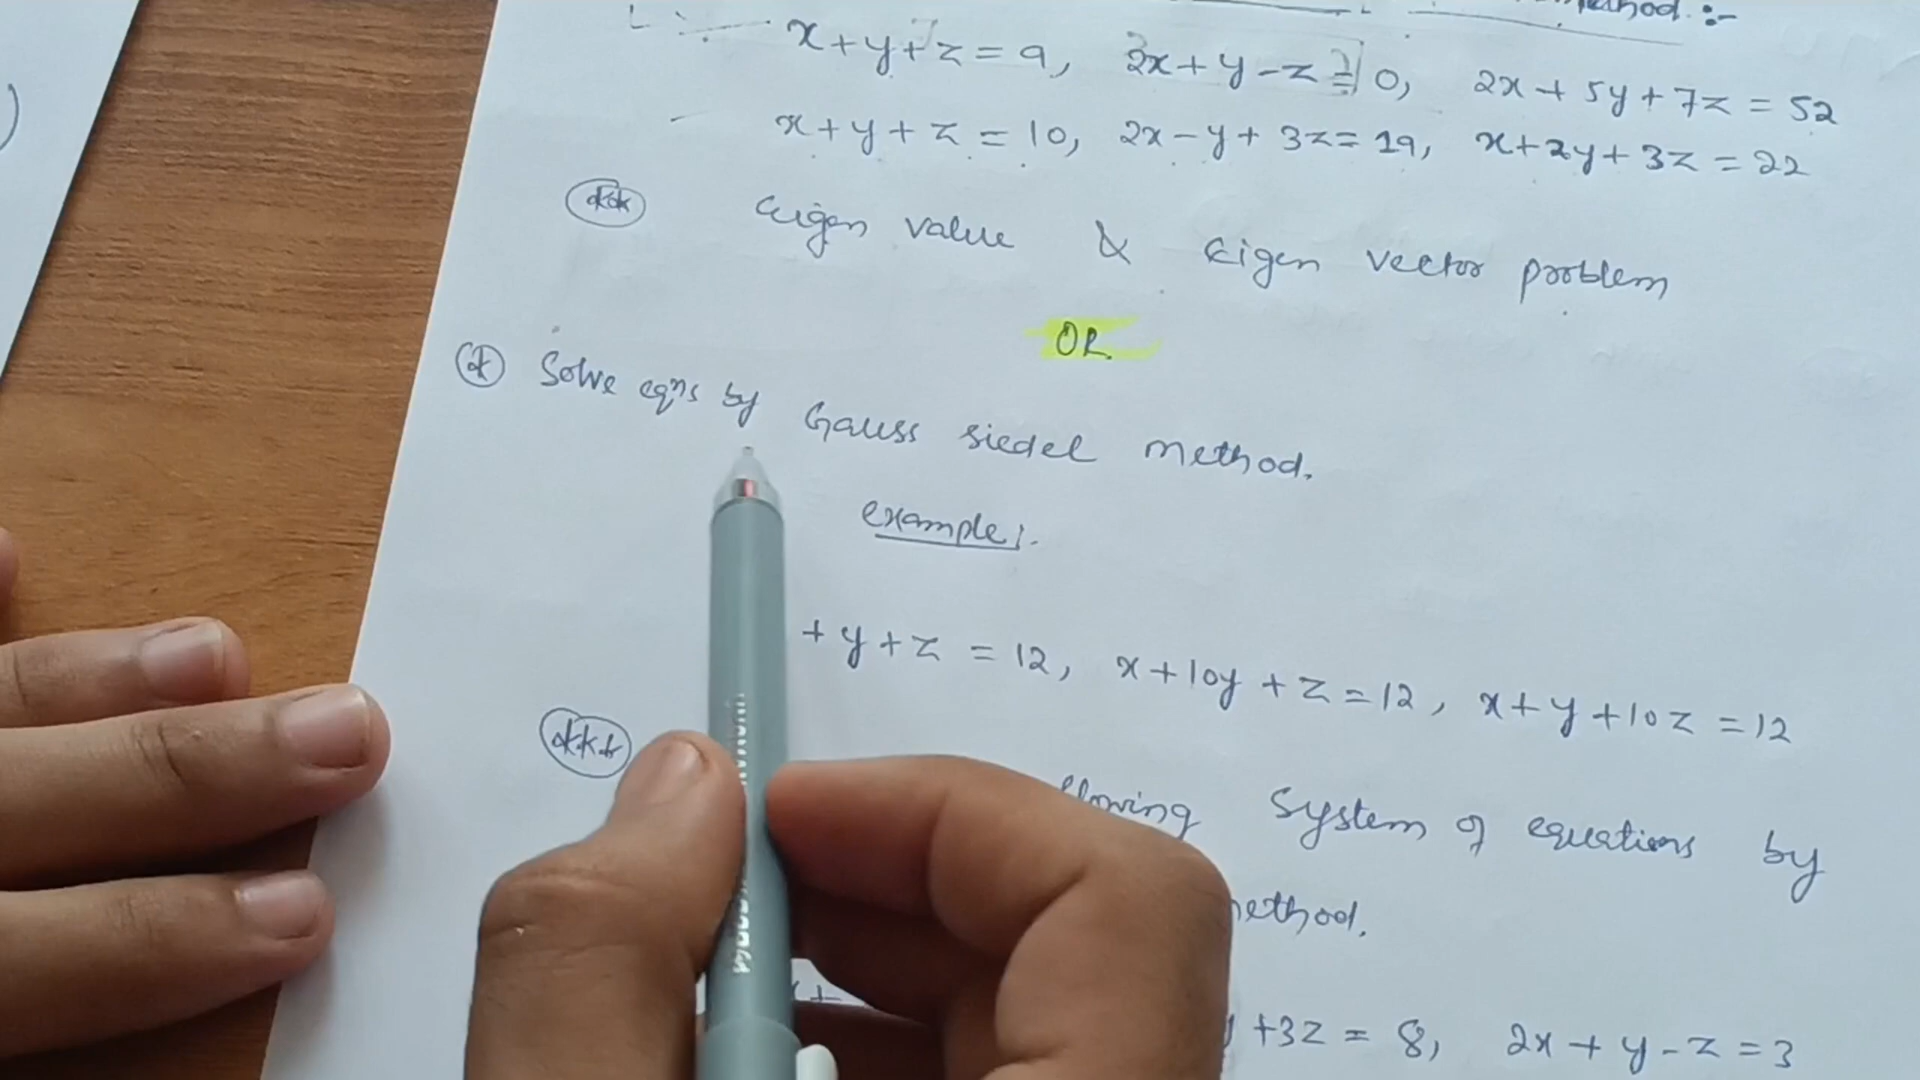 method :-
x+y+z = 9, 2x+y-z = 0, 2x+5y+7z = 52
x+y+z = 10, 2x-y+3z = 19, x+2y+3z = 22
Eigen value & Eigen vector problem
OR
Solve eqns by Gauss siedel method.
example:-
+y+z = 12, x+10y+z = 12, x+y+10z = 12
system of equations by
method.
+3z = 8, 2x+y-z = 3